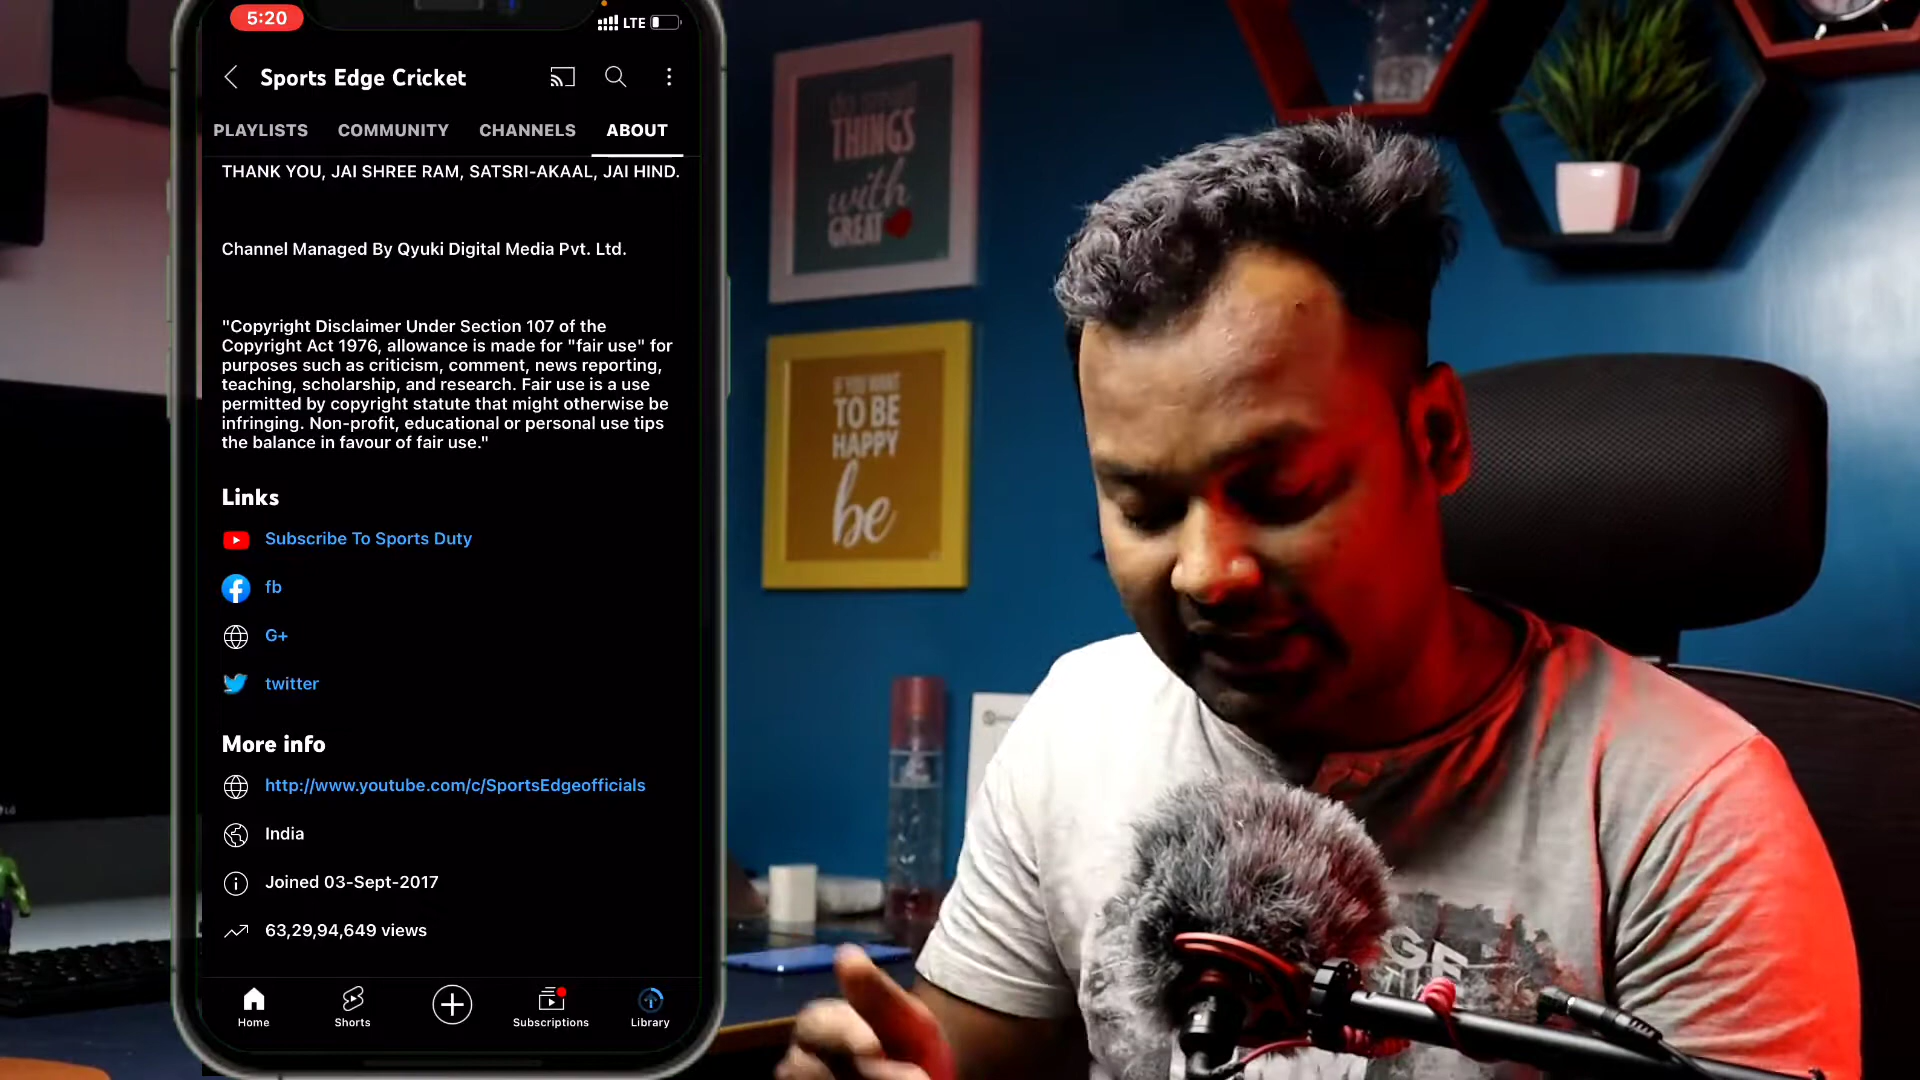 5:20
LTE
Sports Edge Cricket
PLAYLISTS COMMUNITY CHANNELS ABOUT
THANK YOU, JAI SHREE RAM, SATSRI-AKAAL, JAI HIND.
Channel Managed By Qyuki Digital Media Pvt. Ltd.
"Copyright Disclaimer Under Section 107 of the
Copyright Act 1976, allowance is made for "fair use" for
purposes such as criticism, comment, news reporting,
teaching, scholarship, and research. Fair use is a use
permitted by copyright statute that might otherwise be
infringing. Non-profit, educational or personal use tips
the balance in favour of fair use."
Links
Subscribe To Sports Duty
fb
G+
twitter
More info
http://www.youtube.com/c/SportsEdgeofficials
India
Joined 03-Sept-2017
63,29,94,649 views
Home Shorts Subscriptions Library
THINGS
with
GREAT
IF YOU WANT
TO BE
HAPPY
be